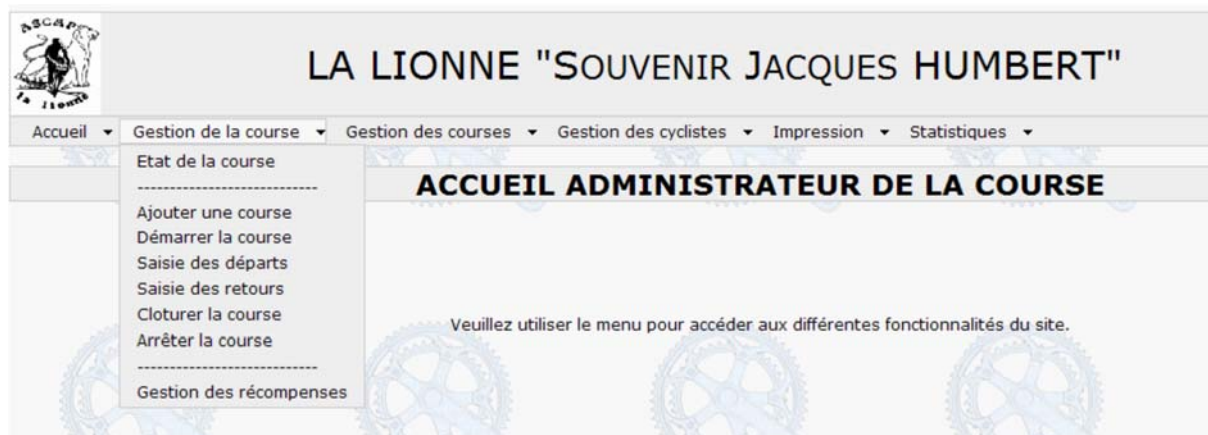 ASCAP
la lionne
LA LIONNE "SOUVENIR JACQUES HUMBERT"
Accueil Gestion de la course Gestion des courses Gestion des cyclistes Impression Statistiques
Etat de la course
----------------------------
ACCUEIL ADMINISTRATEUR DE LA COURSE
Ajouter une course
Démarrer la course
Saisie des départs
Saisie des retours
Cloturer la course
Veuillez utiliser le menu pour accéder aux différentes fonctionnalités du site.
Arrêter la course
----------------------------
Gestion des récompenses